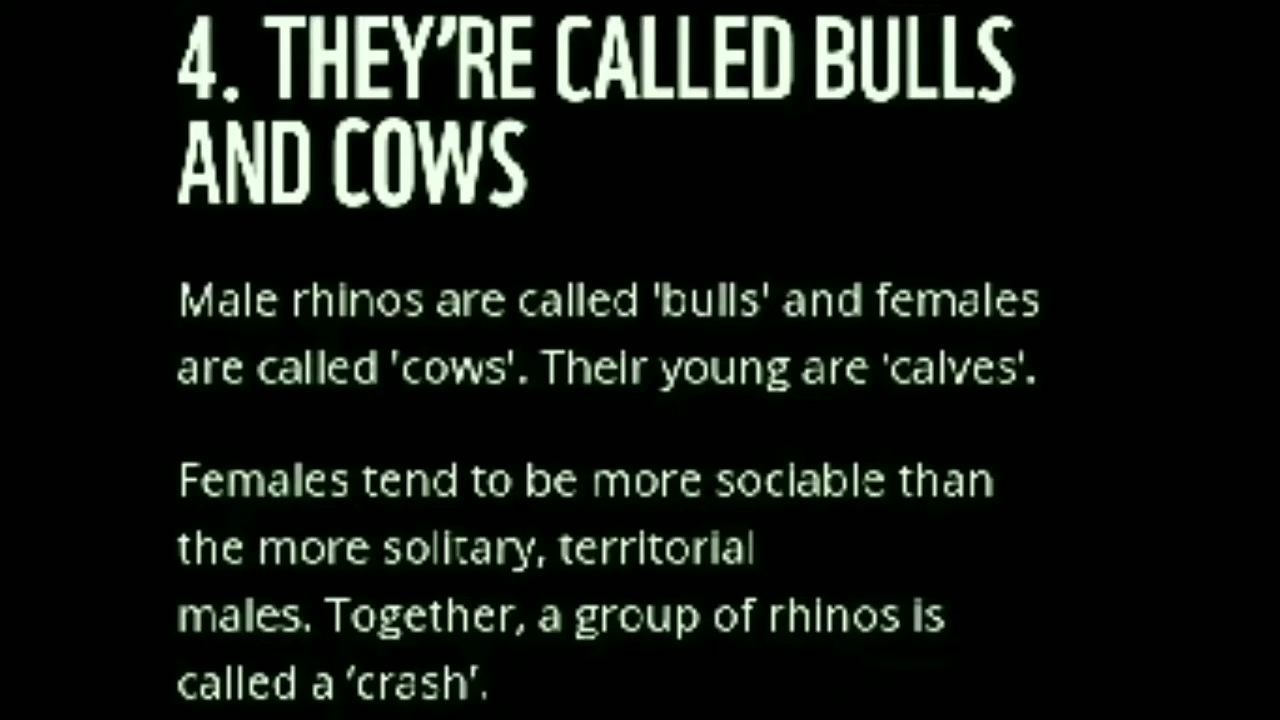 4. THEY’RE CALLED BULLS
AND COWS
Male rhinos are called 'bulls' and females
are called 'cows'. Their young are 'calves'.
Females tend to be more sociable than
the more solitary, territorial
males. Together, a group of rhinos is
called a ‘crash’.